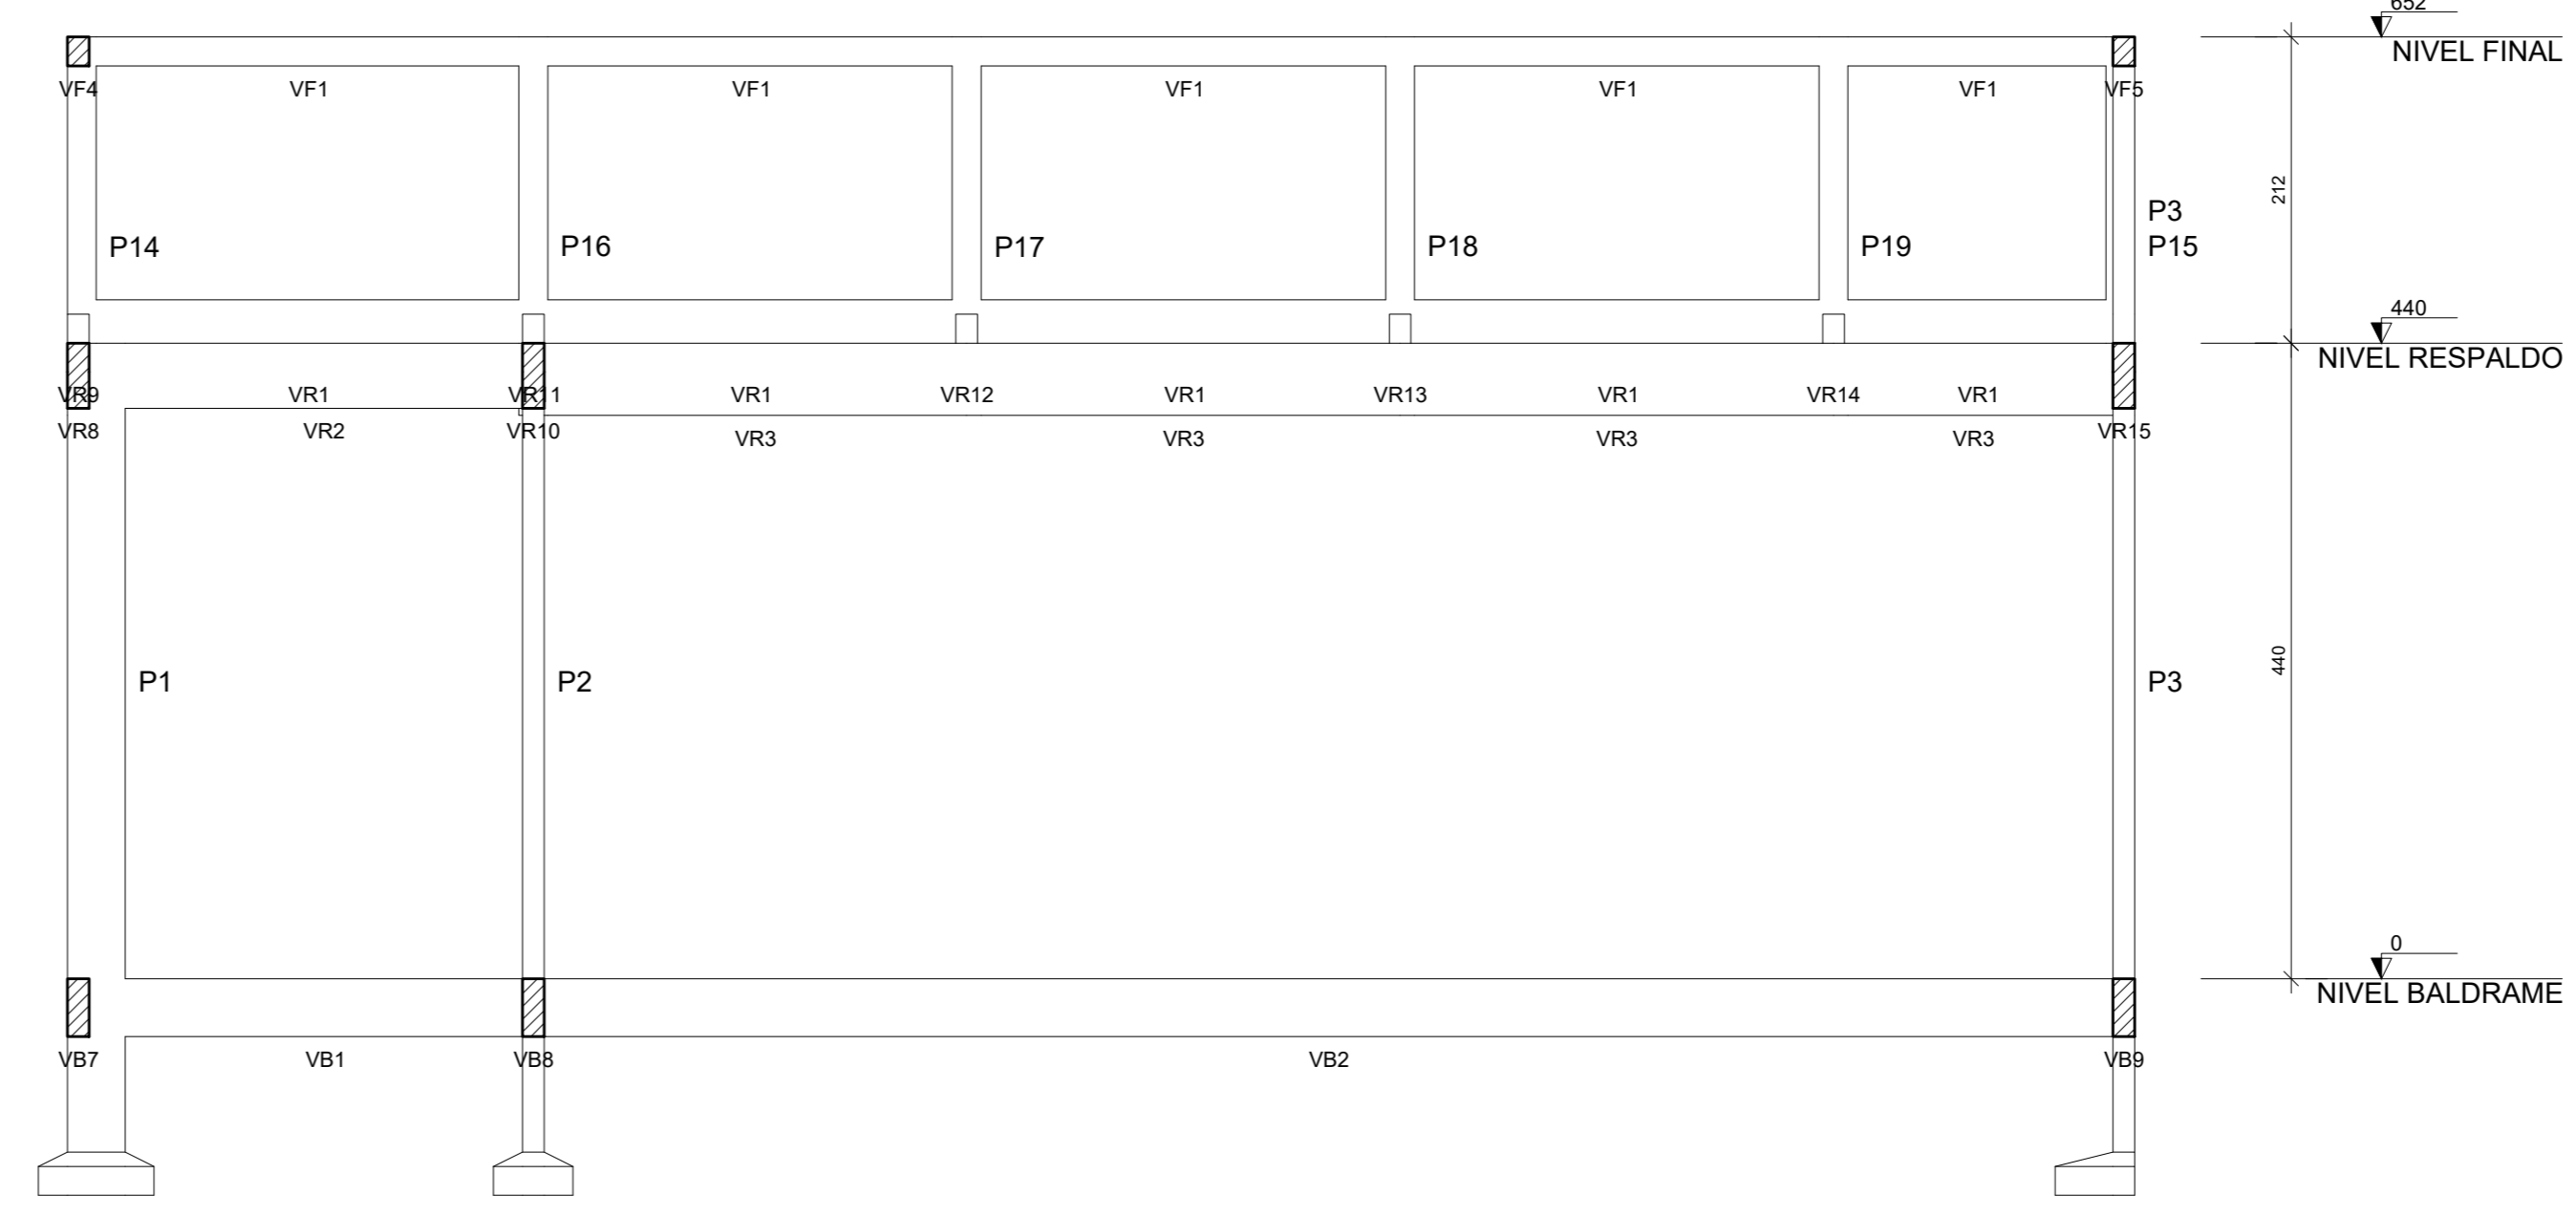 652
NIVEL FINAL
VF4 VF1 VF1 VF1 VF1 VF1 VF5
212
P3
P14 P16 P17 P18 P19 P15
440
NIVEL RESPALDO
VR9 VR1 VR11 VR1 VR12 VR1 VR13 VR1 VR14 VR1
VR8 VR2 VR10 VR3 VR3 VR3 VR3 VR15
440
P1 P2 P3
0
NIVEL BALDRAME
VB7 VB1 VB8 VB2 VB9